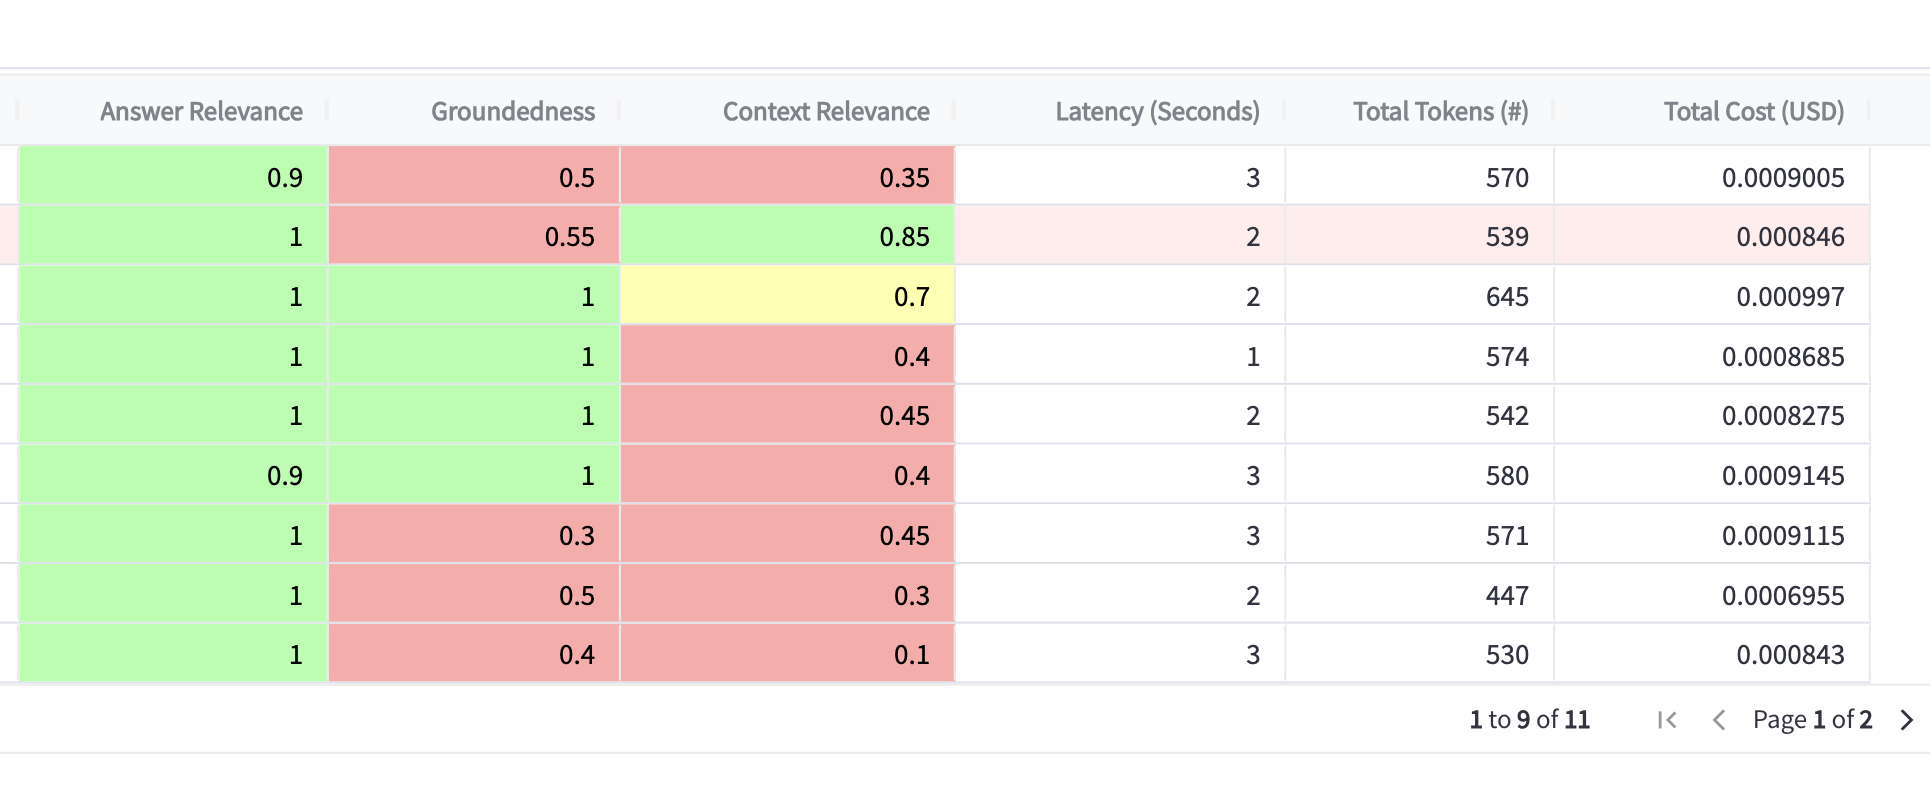 Answer Relevance Groundedness Context Relevance Latency (Seconds) Total Tokens (#) Total Cost (USD)
0.9 0.5 0.35 3 570 0.0009005
1 0.55 0.85 2 539 0.000846
1 1 0.7 2 645 0.000997
1 1 0.4 1 574 0.0008685
1 1 0.45 2 542 0.0008275
0.9 1 0.4 3 580 0.0009145
1 0.3 0.45 3 571 0.0009115
1 0.5 0.3 2 447 0.0006955
1 0.4 0.1 3 530 0.000843
1 to 9 of 11 Page 1 of 2